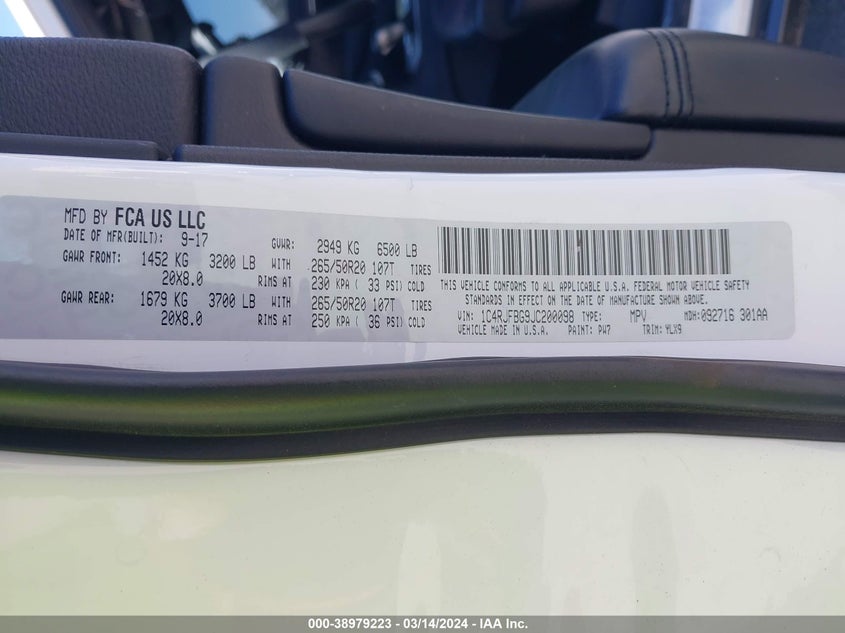 MFD BY FCA US LLC
DATE OF MFR(BUILT): 9-17 GVWR: 2949 KG 6500 LB
GAWR FRONT: 1452 KG 3200 LB WITH 265/50R20 107T TIRES
20X8.0 RIMS AT 230 KPA ( 33 PSI) COLD
GAWR REAR: 1679 KG 3700 LB WITH 265/50R20 107T TIRES
20X8.0 RIMS AT 250 KPA ( 36 PSI) COLD
THIS VEHICLE CONFORMS TO ALL APPLICABLE U.S.A. FEDERAL MOTOR VEHICLE SAFETY
STANDARDS IN EFFECT ON THE DATE OF MANUFACTURE SHOWN ABOVE.
VIN: 1C4RJFBG9JC200098 TYPE: MPV MDH:092716 301AA
VEHICLE MADE IN U.S.A. PAINT: PW7 TRIM: YLX9
000-38979223 - 03/14/2024 - IAA Inc.